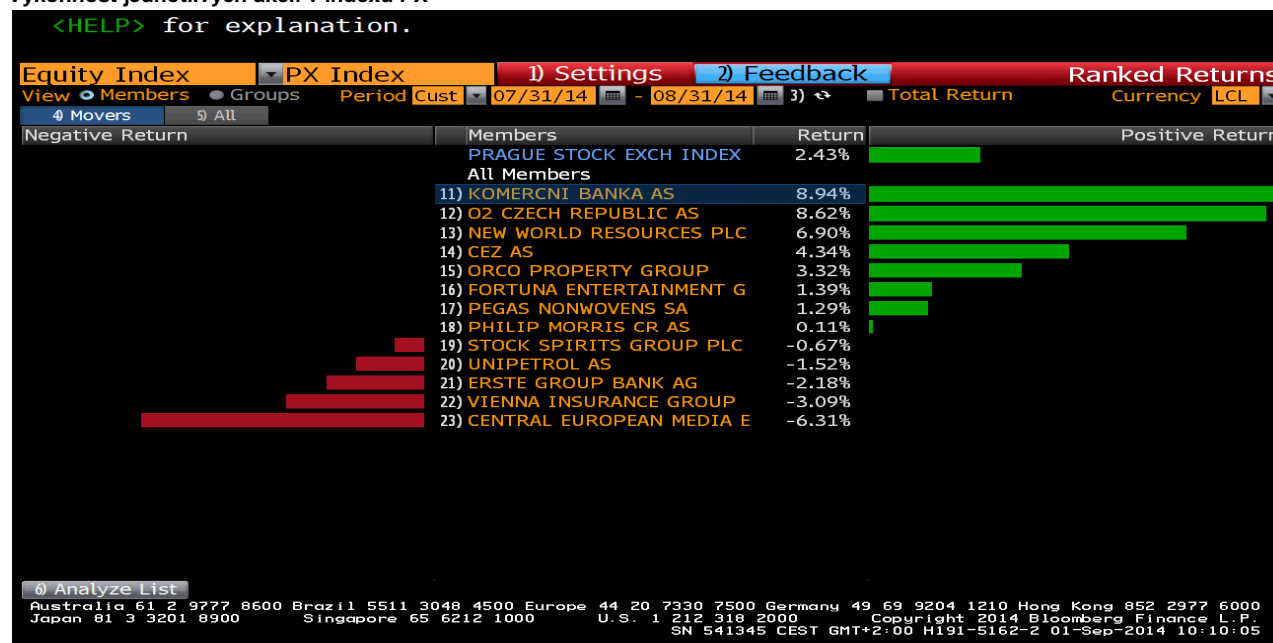 Výkonnost jednotlivých akcií v indexu PX
<HELP> for explanation.
Equity Index PX Index 1) Settings 2) Feedback Ranked Returns
View Members Groups Period Cust 07/31/14 - 08/31/14 3) Total Return Currency LCL
4) Movers 5) All
Negative Return Members Return Positive Return
PRAGUE STOCK EXCH INDEX 2.43%
All Members
11) KOMERCNI BANKA AS 8.94%
12) O2 CZECH REPUBLIC AS 8.62%
13) NEW WORLD RESOURCES PLC 6.90%
14) CEZ AS 4.34%
15) ORCO PROPERTY GROUP 3.32%
16) FORTUNA ENTERTAINMENT G 1.39%
17) PEGAS NONWOVENS SA 1.29%
18) PHILIP MORRIS CR AS 0.11%
19) STOCK SPIRITS GROUP PLC -0.67%
20) UNIPETROL AS -1.52%
21) ERSTE GROUP BANK AG -2.18%
22) VIENNA INSURANCE GROUP -3.09%
23) CENTRAL EUROPEAN MEDIA E -6.31%
6) Analyze List
Australia 61 2 9777 8600 Brazil 5511 3048 4500 Europe 44 20 7330 7500 Germany 49 69 9204 1210 Hong Kong 852 2977 6000
Japan 81 3 3201 8900 Singapore 65 6212 1000 U.S. 1 212 318 2000 Copyright 2014 Bloomberg Finance L.P.
SN 541345 CEST GMT+2:00 H191-5162-2 01-Sep-2014 10:10:05